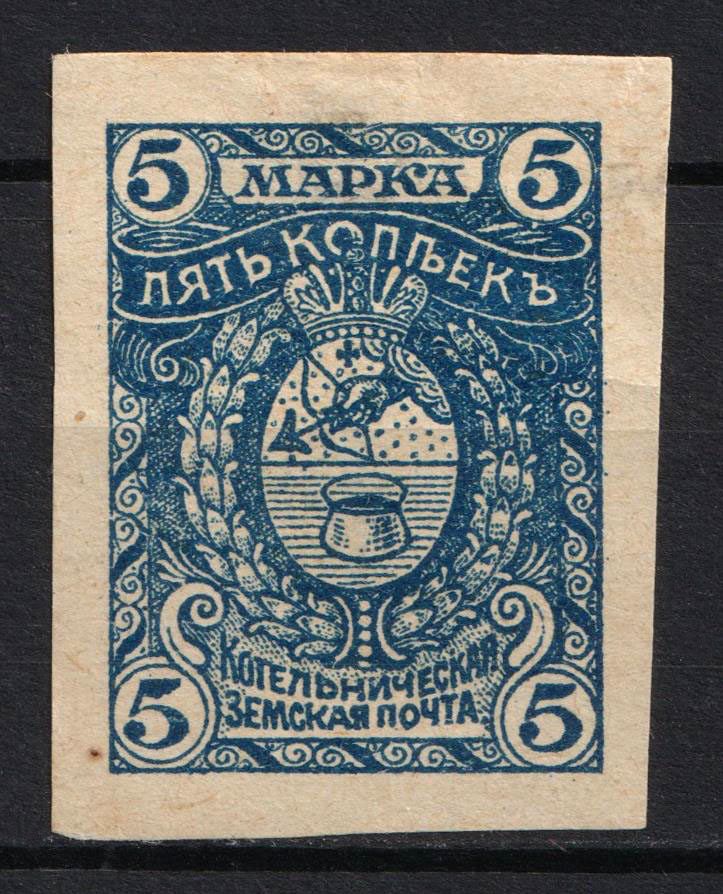 5 МАРКА 5
ПЯТЬ КОПѢЕКЪ
КОТЕЛЬНИЧЕСКАЯ
5 ЗЕМСКАЯ ПОЧТА 5